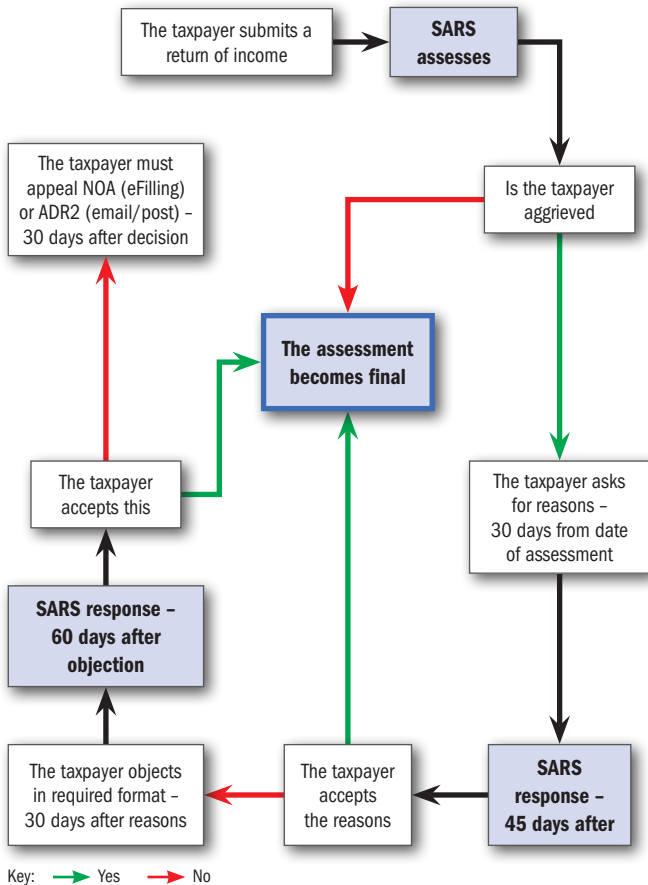 The taxpayer submits a
return of income
SARS
assesses
Is the taxpayer
aggrieved
The taxpayer must
appeal NOA (eFilling)
or ADR2 (email/post) –
30 days after decision
The assessment
becomes final
The taxpayer
accepts this
The taxpayer asks
for reasons –
30 days from date
of assessment
SARS response –
60 days after
objection
The taxpayer objects
in required format –
30 days after reasons
The taxpayer
accepts
the reasons
SARS
response –
45 days after
Key: Yes No